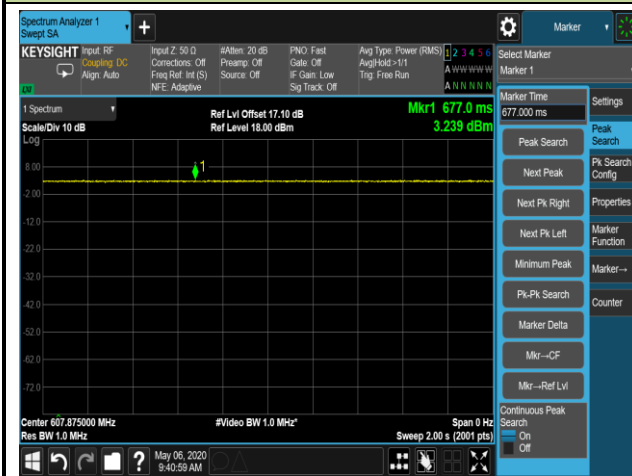 Spectrum Analyzer 1
Swept SA
+
Marker
KEYSIGHT
Input: RF
Coupling: DC
Align: Auto
Input Z: 50 Ω
Corrections: Off
Freq Ref: Int (S)
NFE: Adaptive
#Atten: 20 dB
Preamp: Off
Source: Off
PNO: Fast
Gate: Off
IF Gain: Low
Sig Track: Off
Avg Type: Power (RMS)
Avg|Hold:>1/1
Trig: Free Run
1 2 3 4 5 6
A W W W W W
A N N N N N
Select Marker
Marker 1
1 Spectrum
Scale/Div 10 dB
Ref Lvl Offset 17.10 dB
Ref Level 18.00 dBm
Mkr1 677.0 ms
3.239 dBm
Log
1
8.00
-2.00
-12.0
-22.0
-32.0
-42.0
-52.0
-62.0
-72.0
Center 607.875000 MHz
Res BW 1.0 MHz
#Video BW 1.0 MHz*
Span 0 Hz
Sweep 2.00 s (2001 pts)
Marker Time
677.000 ms
Peak Search
Next Peak
Next Pk Right
Next Pk Left
Minimum Peak
Pk-Pk Search
Marker Delta
Mkr→CF
Mkr→Ref Lvl
Continuous Peak
Search
On
Off
Settings
Peak
Search
Pk Search
Config
Properties
Marker
Function
Marker→
Counter
?
May 06, 2020
9:40:59 AM